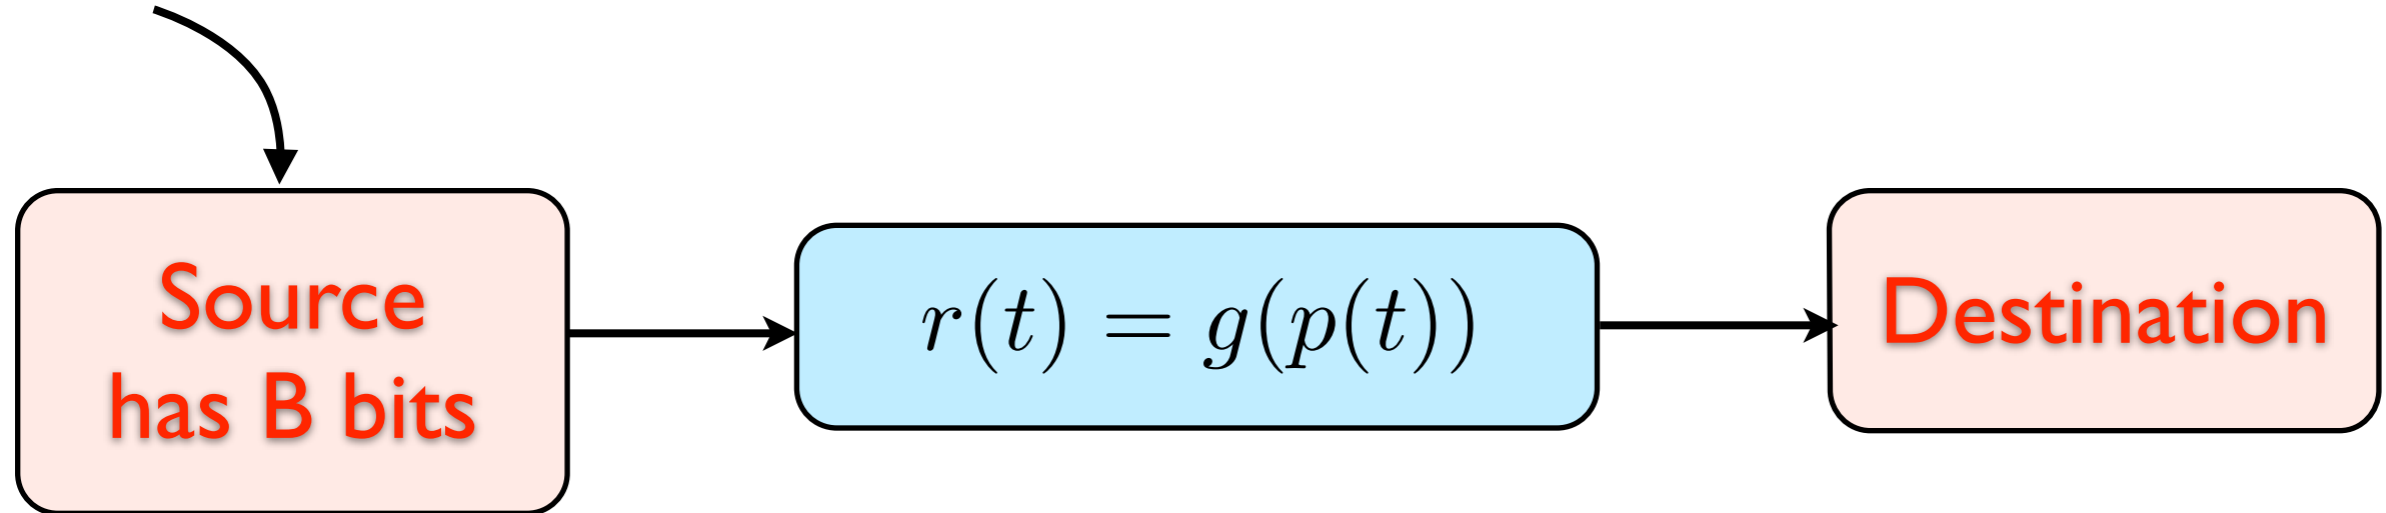 Source
has B bits
r(t) = g(p(t))
Destination